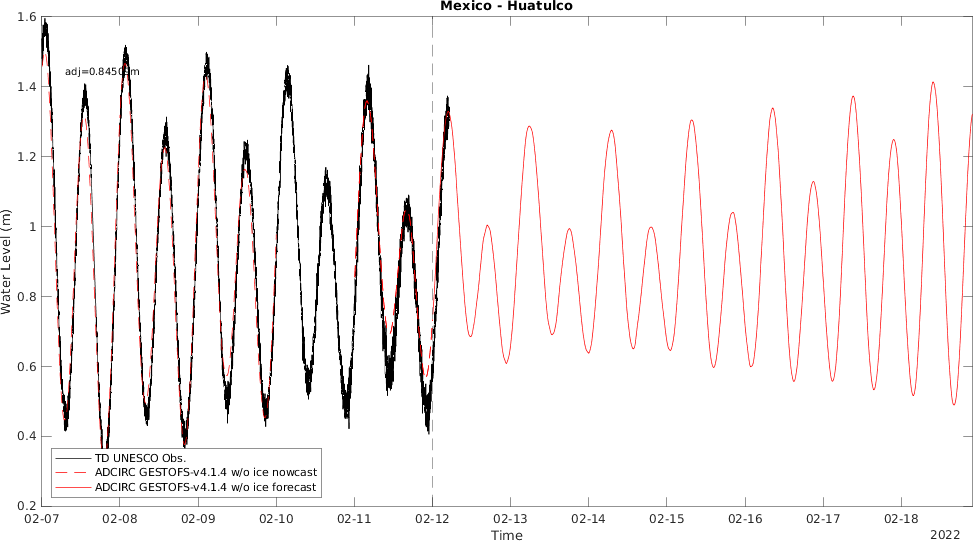 Mexico - Huatulco
1.6
1.4
1.2
1
0.8
0.6
0.4
0.2
Water Level (m)
TD UNESCO Obs.
ADCIRC GESTOFS-v4.1.4 w/o ice nowcast
ADCIRC GESTOFS-v4.1.4 w/o ice forecast
02-07 02-08 02-09 02-10 02-11 02-12 02-13 02-14 02-15 02-16 02-17 02-18
Time
2022